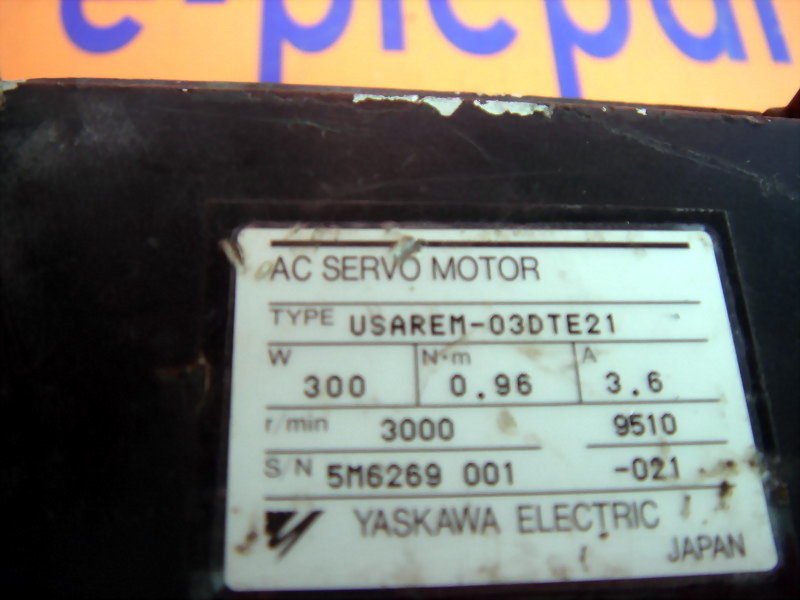 e-plcpar
AC SERVO MOTOR
TYPE USAREM-03DTE21
W N·m A
300 0.96 3.6
r/min 3000 9510
S/N 5M6269 001 -021
YASKAWA ELECTRIC
JAPAN